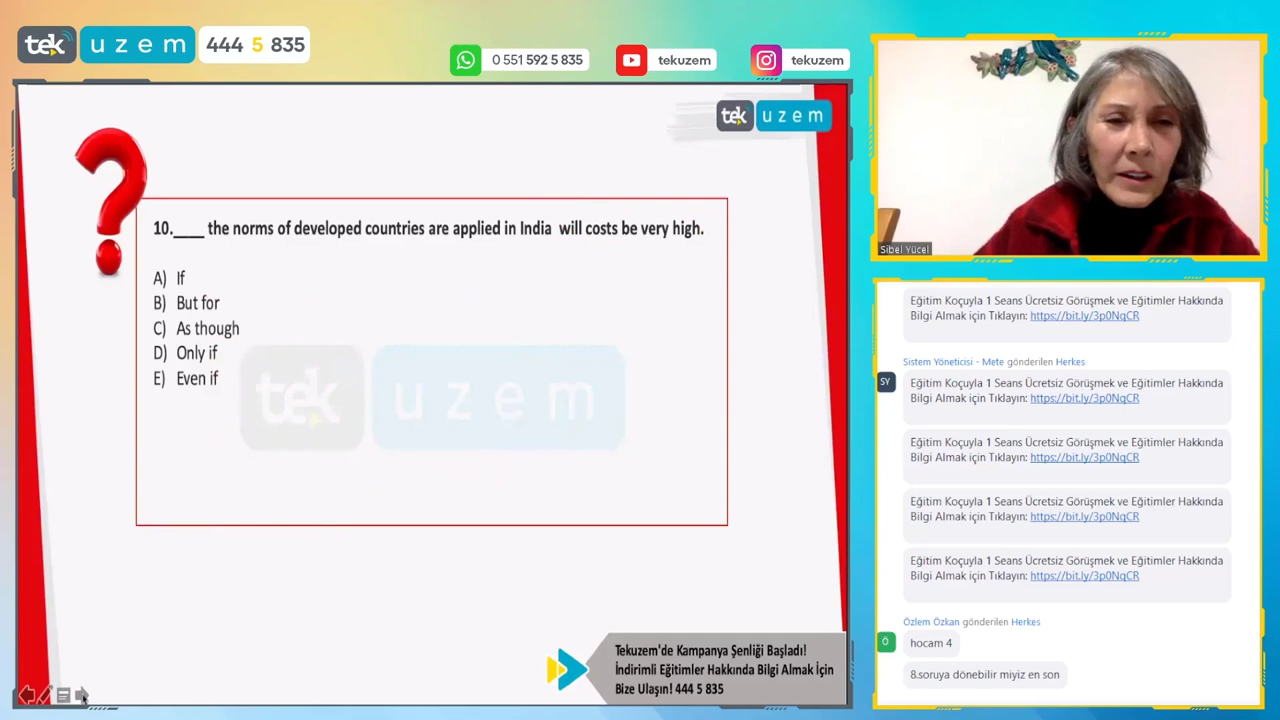 tek uzem 444 5 835
0 551 592 5 835
tekuzem
tekuzem
tek uzem
10.____ the norms of developed countries are applied in India will costs be very high.
A) If
B) But for
C) As though
D) Only if
E) Even if
tek uzem
Tekuzem'de Kampanya Şenliği Başladı!
İndirimli Eğitimler Hakkında Bilgi Almak İçin
Bize Ulaşın! 444 5 835
Sibel Yücel
Eğitim Koçuyla 1 Seans Ücretsiz Görüşmek ve Eğitimler Hakkında
Bilgi Almak için Tıklayın: https://bit.ly/3p0NqCR
Sistem Yöneticisi - Mete gönderilen Herkes
SY
Eğitim Koçuyla 1 Seans Ücretsiz Görüşmek ve Eğitimler Hakkında
Bilgi Almak için Tıklayın: https://bit.ly/3p0NqCR
Eğitim Koçuyla 1 Seans Ücretsiz Görüşmek ve Eğitimler Hakkında
Bilgi Almak için Tıklayın: https://bit.ly/3p0NqCR
Eğitim Koçuyla 1 Seans Ücretsiz Görüşmek ve Eğitimler Hakkında
Bilgi Almak için Tıklayın: https://bit.ly/3p0NqCR
Eğitim Koçuyla 1 Seans Ücretsiz Görüşmek ve Eğitimler Hakkında
Bilgi Almak için Tıklayın: https://bit.ly/3p0NqCR
Özlem Özkan gönderilen Herkes
Ö
hocam 4
8.soruya dönebilir miyiz en son